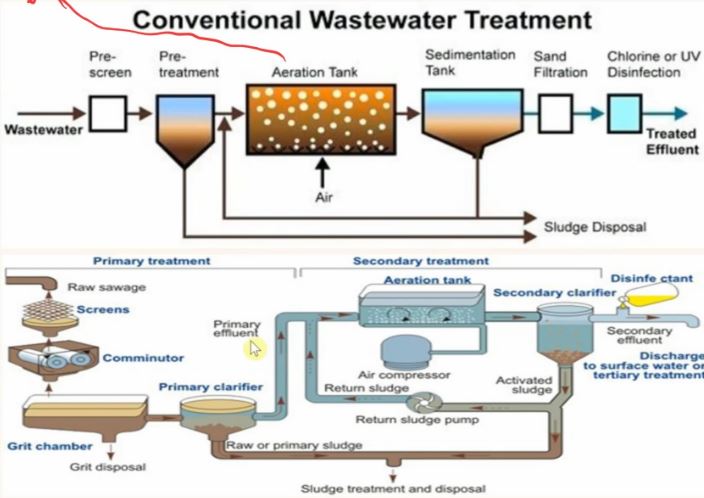 Conventional Wastewater Treatment
Pre-
screen
Pre-
treatment
Aeration Tank
Sedimentation
Tank
Sand
Filtration
Chlorine or UV
Disinfection
Wastewater
Treated
Effluent
Air
Sludge Disposal
Primary treatment
Secondary treatment
Raw sawage
Screens
Comminutor
Grit chamber
Grit disposal
Primary clarifier
Primary
effluent
Raw or primary sludge
Aeration tank
Air compressor
Return sludge
Return sludge pump
Secondary clarifier
Activated
sludge
Disinfe ctant
Secondary
effluent
Discharge
to surface water or
tertiary treatment
Sludge treatment and disposal